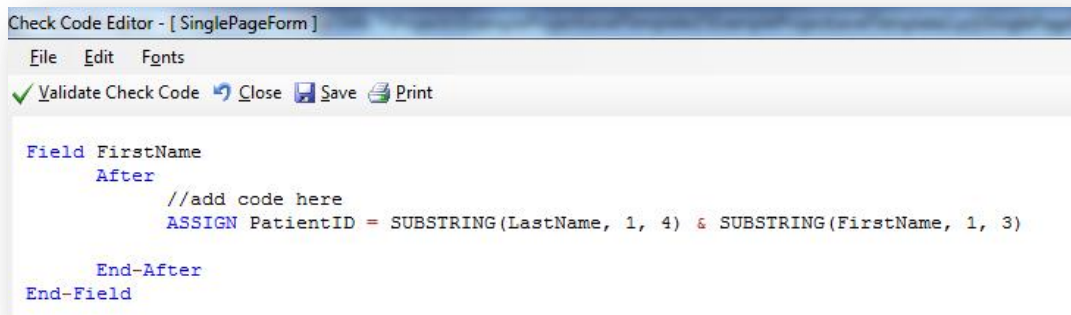 Check Code Editor - [ SinglePageForm ]
File Edit Fonts
Validate Check Code Close Save Print
Field FirstName
After
//add code here
ASSIGN PatientID = SUBSTRING(LastName, 1, 4) & SUBSTRING(FirstName, 1, 3)
End-After
End-Field